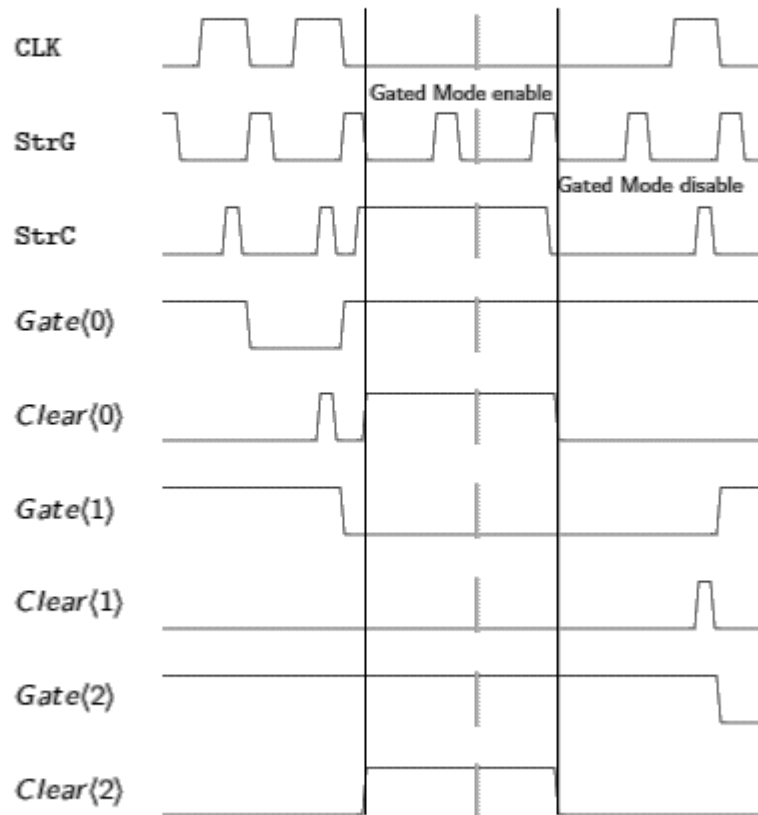 CLK
Gated Mode enable
StrG
Gated Mode disable
StrC
Gate⟨0⟩
Clear⟨0⟩
Gate⟨1⟩
Clear⟨1⟩
Gate⟨2⟩
Clear⟨2⟩